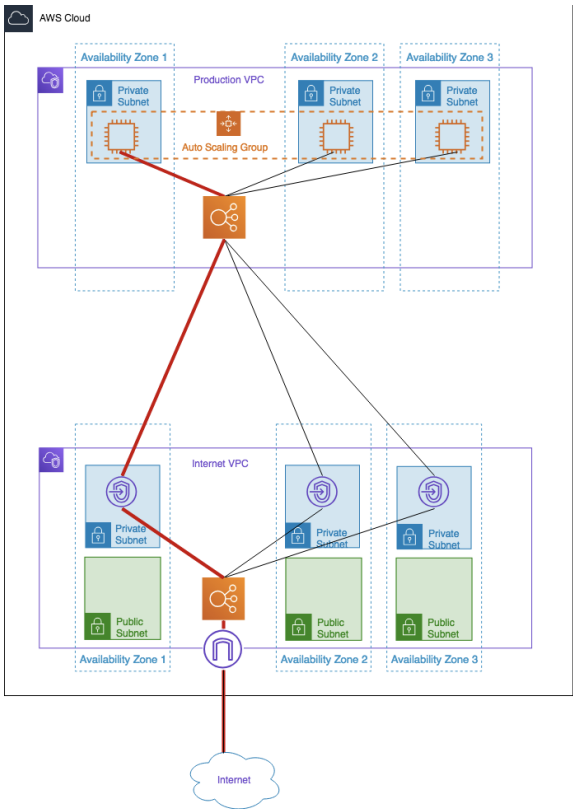 AWS Cloud
Availability Zone 1
Availability Zone 2
Availability Zone 3
Production VPC
Private
Subnet
Private
Subnet
Private
Subnet
Auto Scaling Group
Internet VPC
Private
Subnet
Private
Subnet
Private
Subnet
Public
Subnet
Public
Subnet
Public
Subnet
Availability Zone 1
Availability Zone 2
Availability Zone 3
Internet